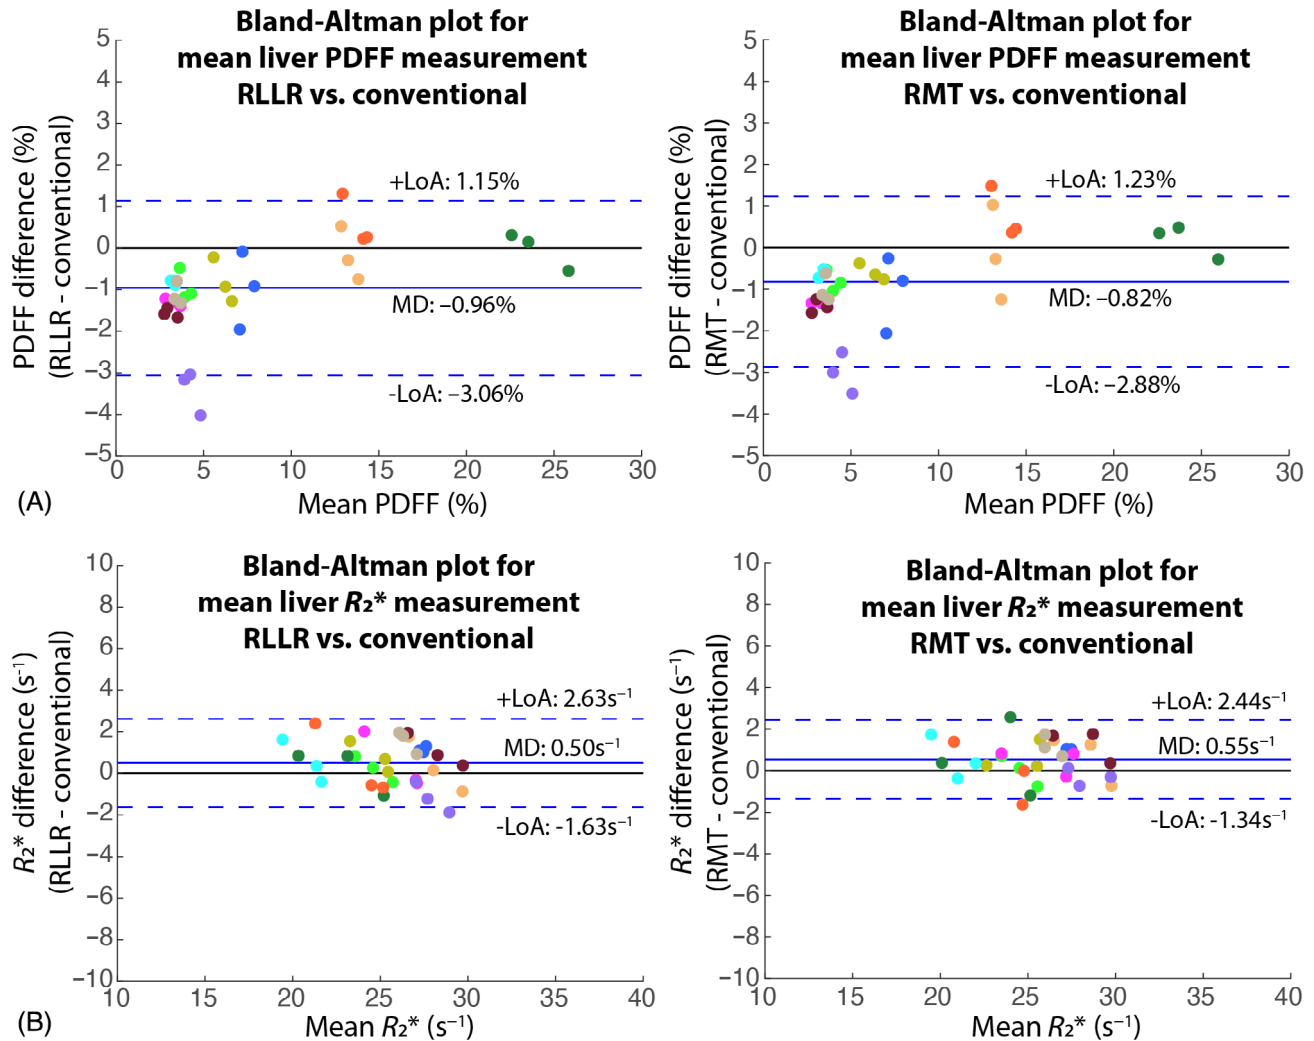 Bland-Altman plot for
mean liver PDFF measurement
RLLR vs. conventional
PDFF difference (%)
(RLLR - conventional)
5
4
3
2
1
0
−1
−2
−3
−4
−5
+LoA: 1.15%
MD: −0.96%
-LoA: −3.06%
0 5 10 15 20 25 30
Mean PDFF (%)
Bland-Altman plot for
mean liver PDFF measurement
RMT vs. conventional
PDFF difference (%)
(RMT - conventional)
5
4
3
2
1
0
−1
−2
−3
−4
−5
+LoA: 1.23%
MD: −0.82%
-LoA: −2.88%
0 5 10 15 20 25 30
Mean PDFF (%)
(A)
Bland-Altman plot for
mean liver R₂* measurement
RLLR vs. conventional
R₂* difference (s⁻¹)
(RLLR - conventional)
10
8
6
4
2
0
−2
−4
−6
−8
−10
+LoA: 2.63s⁻¹
MD: 0.50s⁻¹
-LoA: -1.63s⁻¹
10 15 20 25 30 35 40
Mean R₂* (s⁻¹)
Bland-Altman plot for
mean liver R₂* measurement
RMT vs. conventional
R₂* difference (s⁻¹)
(RMT - conventional)
10
8
6
4
2
0
−2
−4
−6
−8
−10
+LoA: 2.44s⁻¹
MD: 0.55s⁻¹
-LoA: -1.34s⁻¹
10 15 20 25 30 35 40
Mean R₂* (s⁻¹)
(B)